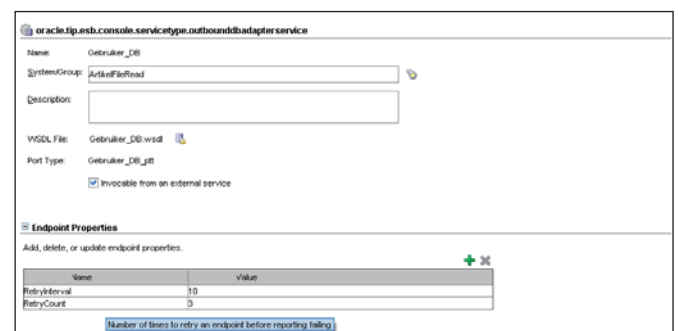 oracle.tip.esb.console.servicetype.outbounddbadapterservice
Name: Gebruiker_DB
System/Group: ArtikelFileRead
Description:
WSDL File: Gebruiker_DB.wsdl
Port Type: Gebruiker_DB_ptt
Invocable from an external service
Endpoint Properties
Add, delete, or update endpoint properties.
Name Value
RetryInterval 10
RetryCount 3
Number of times to retry an endpoint before reporting failing